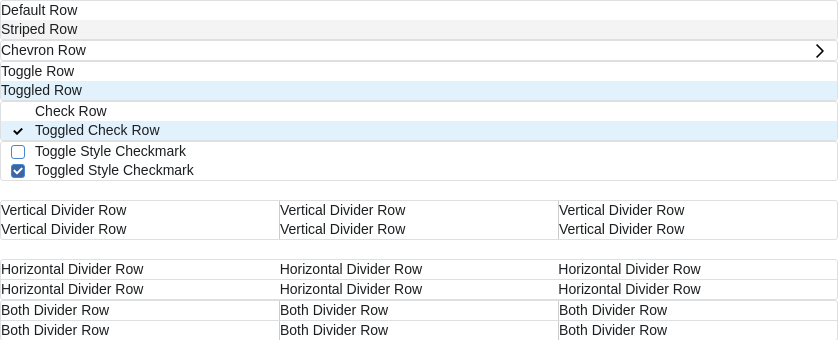 Default Row
Striped Row
Chevron Row
Toggle Row
Toggled Row
Check Row
Toggled Check Row
Toggle Style Checkmark
Toggled Style Checkmark
Vertical Divider Row Vertical Divider Row Vertical Divider Row
Vertical Divider Row Vertical Divider Row Vertical Divider Row
Horizontal Divider Row Horizontal Divider Row Horizontal Divider Row
Horizontal Divider Row Horizontal Divider Row Horizontal Divider Row
Both Divider Row Both Divider Row Both Divider Row
Both Divider Row Both Divider Row Both Divider Row